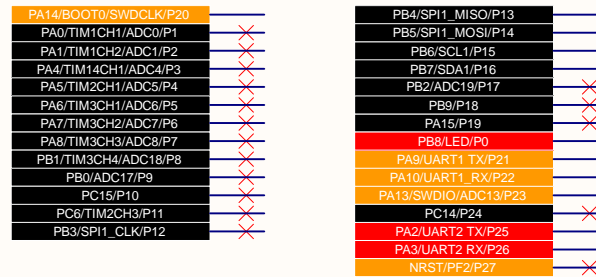 PA14/BOOT0/SWDCLK/P20
PA0/TIM1CH1/ADC0/P1
PA1/TIM1CH2/ADC1/P2
PA4/TIM14CH1/ADC4/P3
PA5/TIM2CH1/ADC5/P4
PA6/TIM3CH1/ADC6/P5
PA7/TIM3CH2/ADC7/P6
PA8/TIM3CH3/ADC8/P7
PB1/TIM3CH4/ADC18/P8
PB0/ADC17/P9
PC15/P10
PC6/TIM2CH3/P11
PB3/SPI1_CLK/P12
PB4/SPI1_MISO/P13
PB5/SPI1_MOSI/P14
PB6/SCL1/P15
PB7/SDA1/P16
PB2/ADC19/P17
PB9/P18
PA15/P19
PB8/LED/P0
PA9/UART1 TX/P21
PA10/UART1_RX/P22
PA13/SWDIO/ADC13/P23
PC14/P24
PA2/UART2 TX/P25
PA3/UART2 RX/P26
NRST/PF2/P27